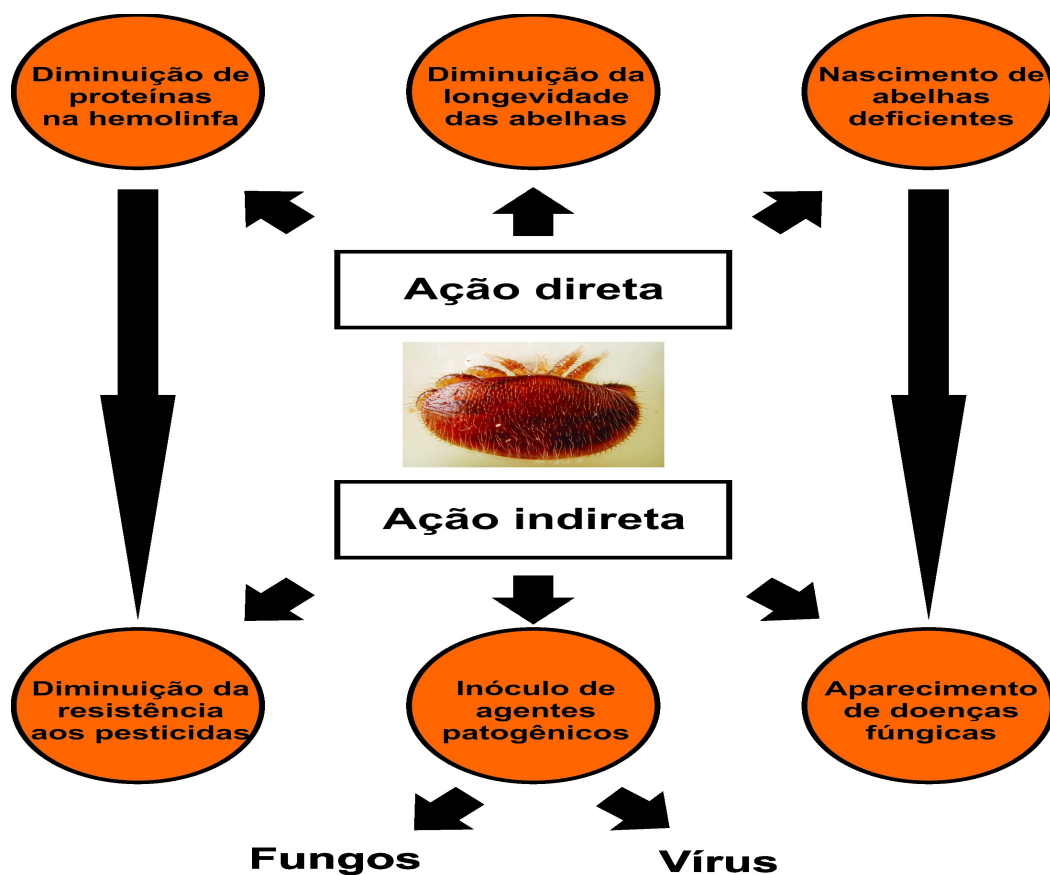 Diminuição de
proteínas
na hemolinfa
Diminuição da
longevidade
das abelhas
Nascimento de
abelhas
deficientes
Ação direta
Ação indireta
Diminuição da
resistência
aos pesticidas
Inóculo de
agentes
patogênicos
Aparecimento
de doenças
fúngicas
Fungos
Vírus